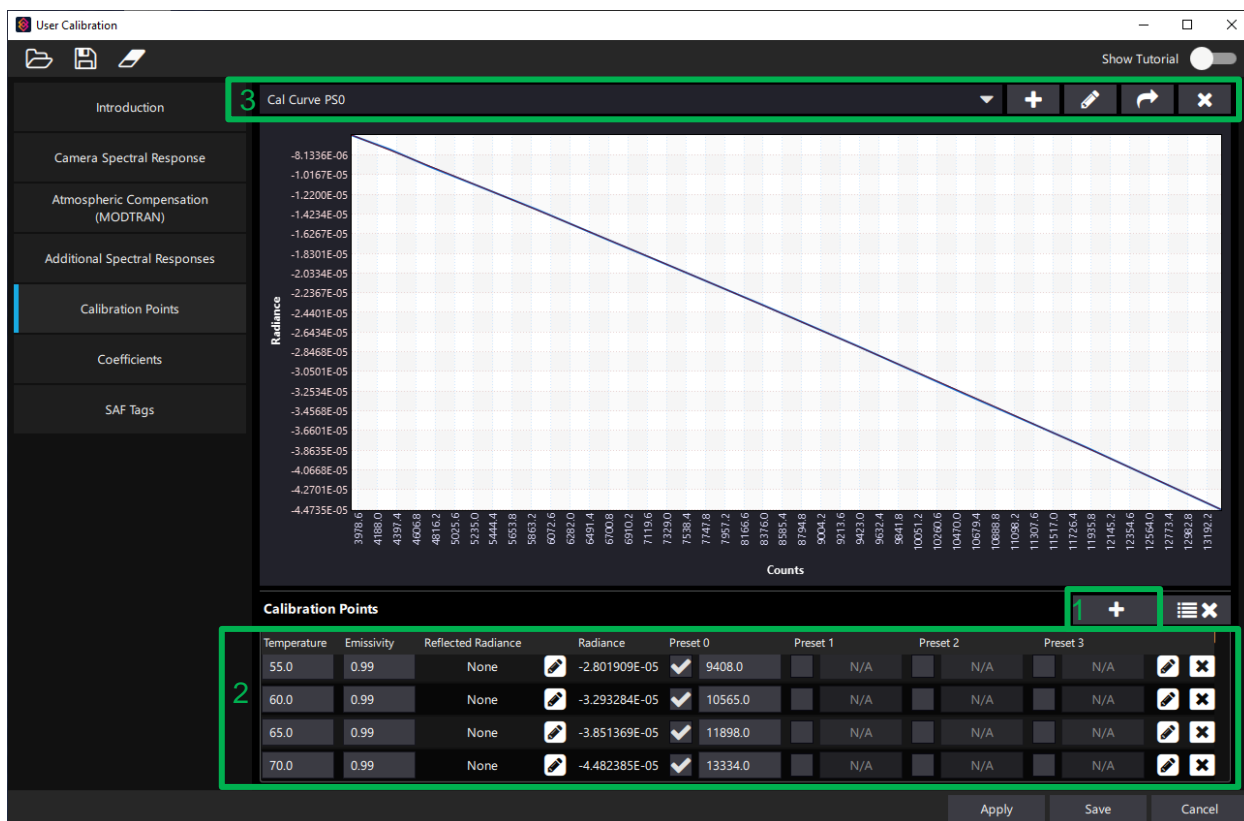 User Calibration
Show Tutorial
Introduction
Camera Spectral Response
Atmospheric Compensation
(MODTRAN)
Additional Spectral Responses
Calibration Points
Coefficients
SAF Tags
3 Cal Curve PS0
Radiance
-8.1336E-06
-1.0167E-05
-1.2200E-05
-1.4234E-05
-1.6267E-05
-1.8301E-05
-2.0334E-05
-2.2367E-05
-2.4401E-05
-2.6434E-05
-2.8468E-05
-3.0501E-05
-3.2534E-05
-3.4568E-05
-3.6601E-05
-3.8635E-05
-4.0668E-05
-4.2701E-05
-4.4735E-05
3978.6 4188.0 4397.4 4606.8 4816.2 5025.6 5235.0 5444.4 5653.8 5863.2 6072.6 6282.0 6491.4 6700.8 6910.2 7119.6 7329.0 7538.4 7747.8 7957.2 8166.6 8376.0 8585.4 8794.8 9004.2 9213.6 9423.0 9632.4 9841.8 10051.2 10260.6 10470.0 10679.4 10888.8 11098.2 11307.6 11517.0 11726.4 11935.8 12145.2 12354.6 12564.0 12773.4 12982.8 13192.2
Counts
Calibration Points 1
2
Temperature Emissivity Reflected Radiance Radiance Preset 0 Preset 1 Preset 2 Preset 3
55.0 0.99 None -2.801909E-05 9408.0 N/A N/A N/A
60.0 0.99 None -3.293284E-05 10565.0 N/A N/A N/A
65.0 0.99 None -3.851369E-05 11898.0 N/A N/A N/A
70.0 0.99 None -4.482385E-05 13334.0 N/A N/A N/A
Apply Save Cancel